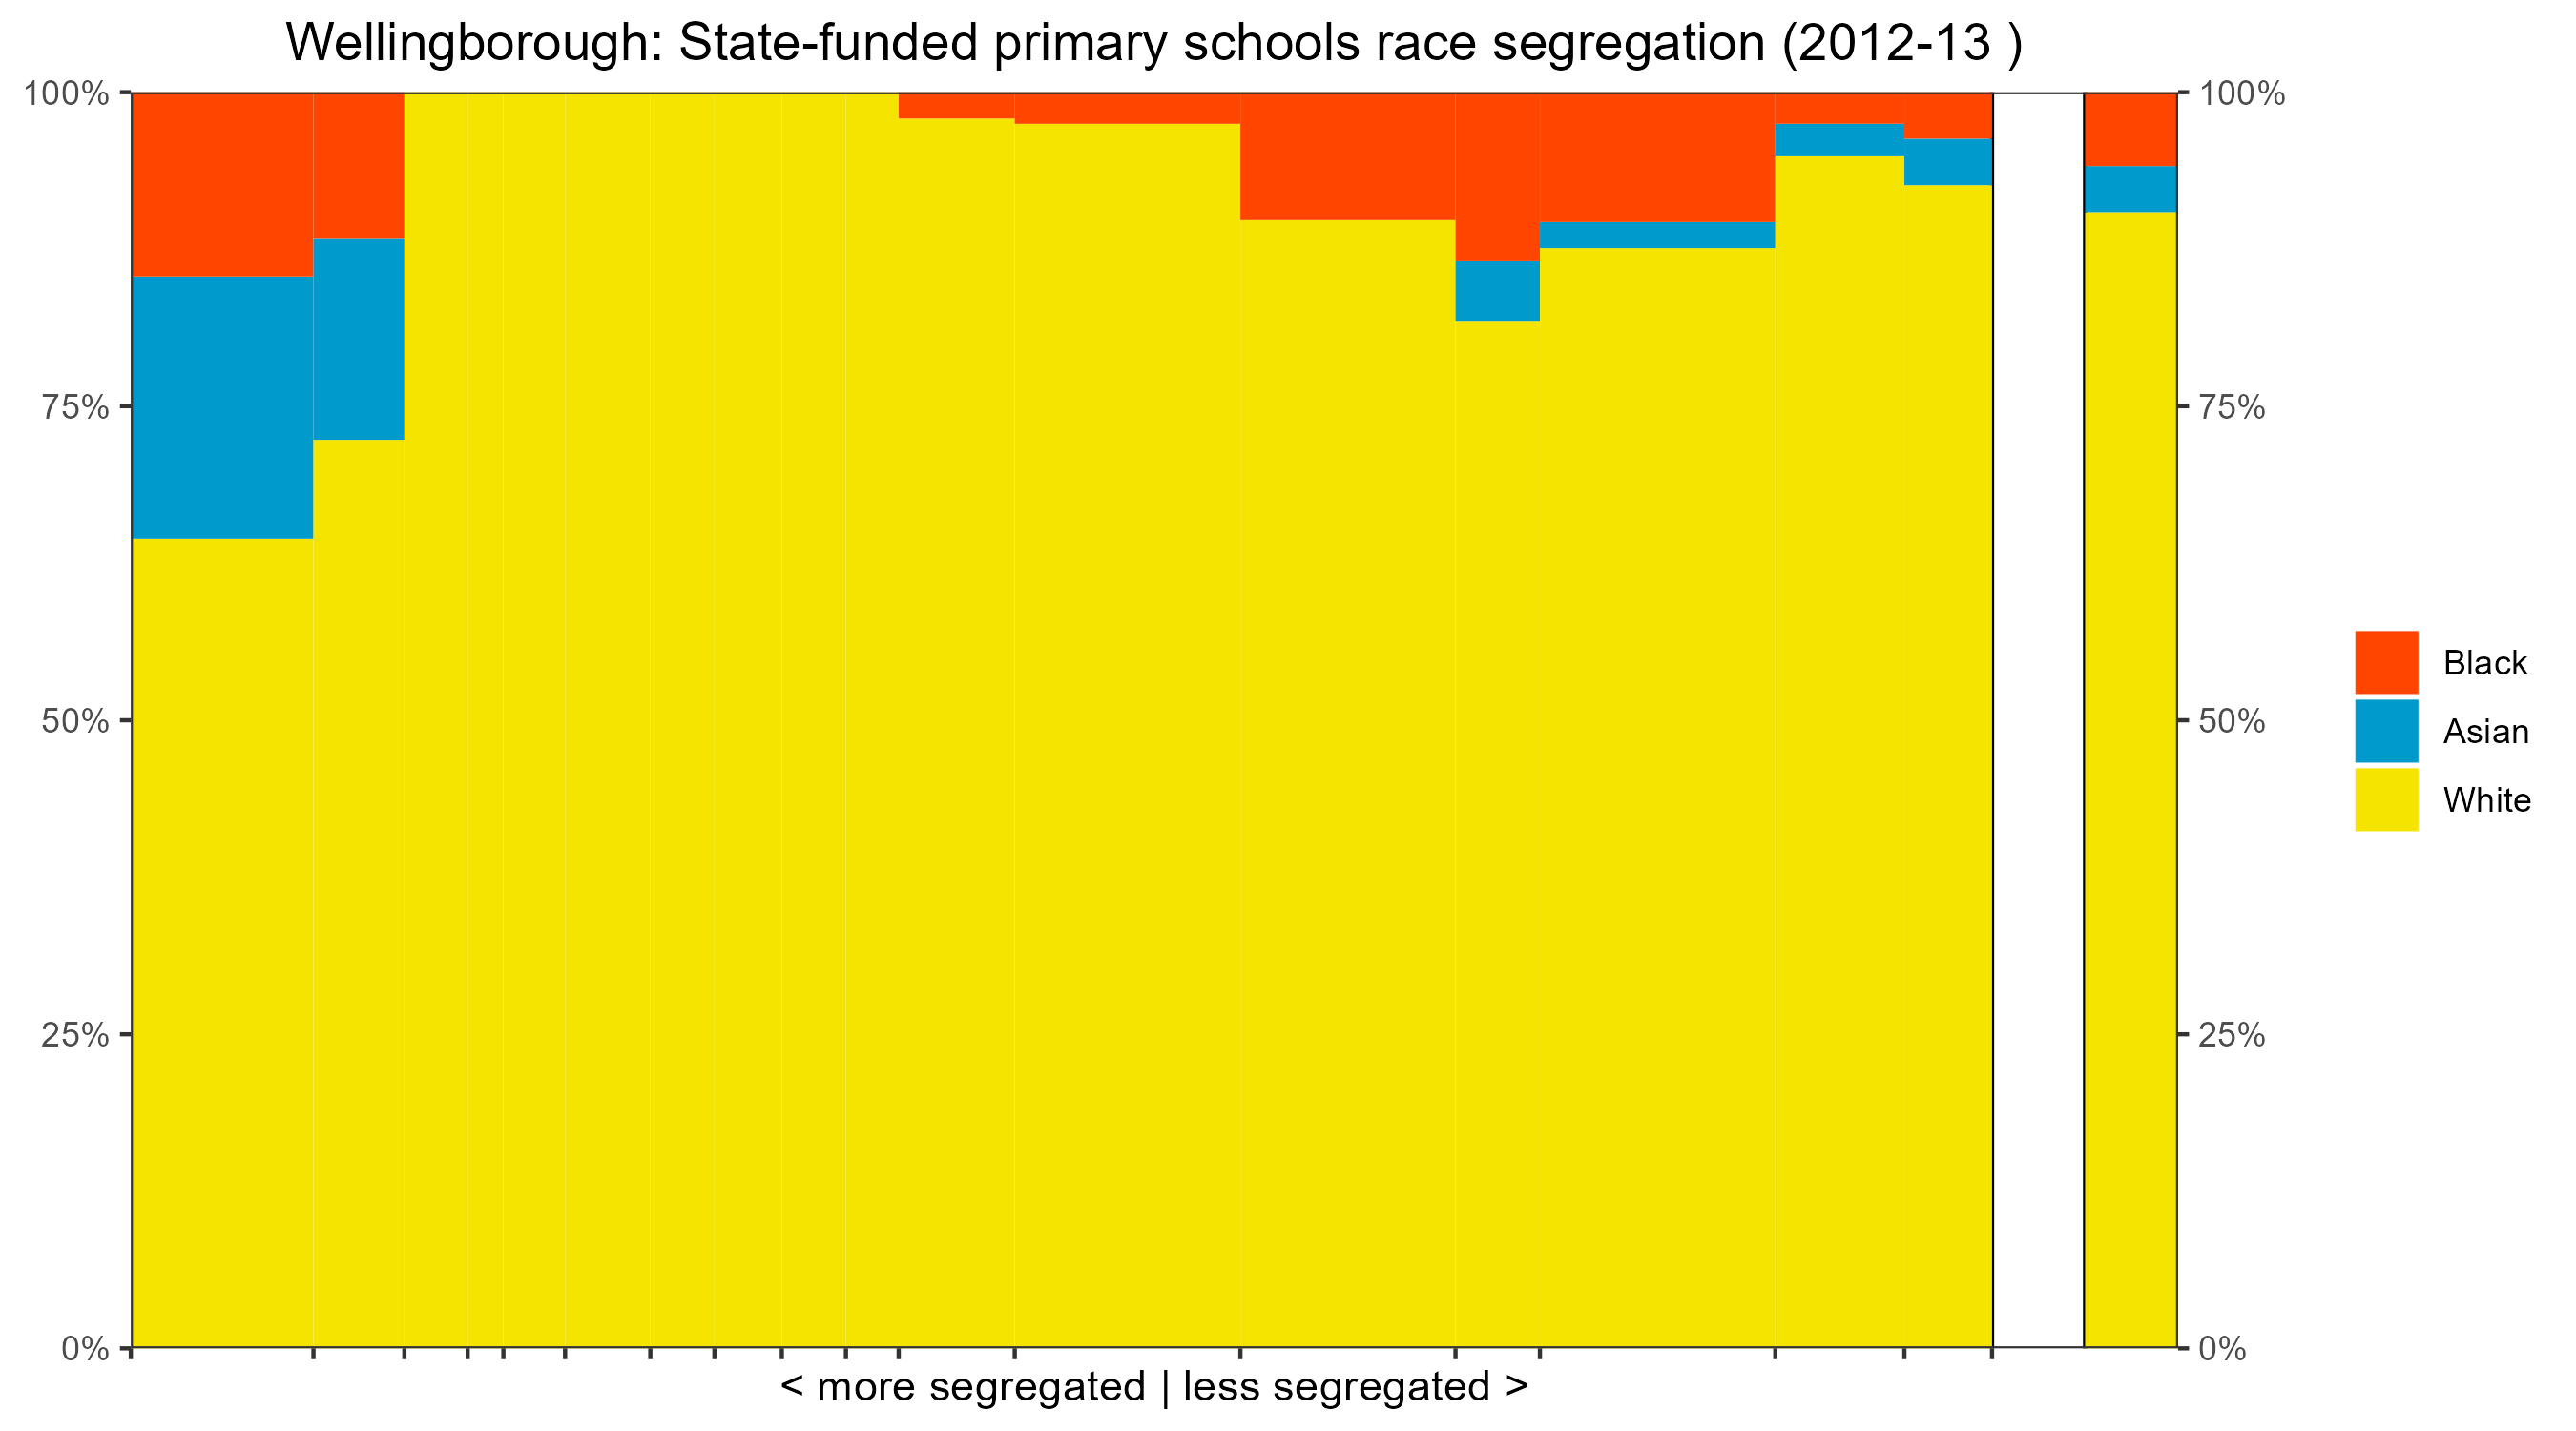 Wellingborough: State-funded primary schools race segregation (2012-13 )
100%
75%
50%
25%
0%
100%
75%
50%
25%
0%
Black
Asian
White
< more segregated | less segregated >